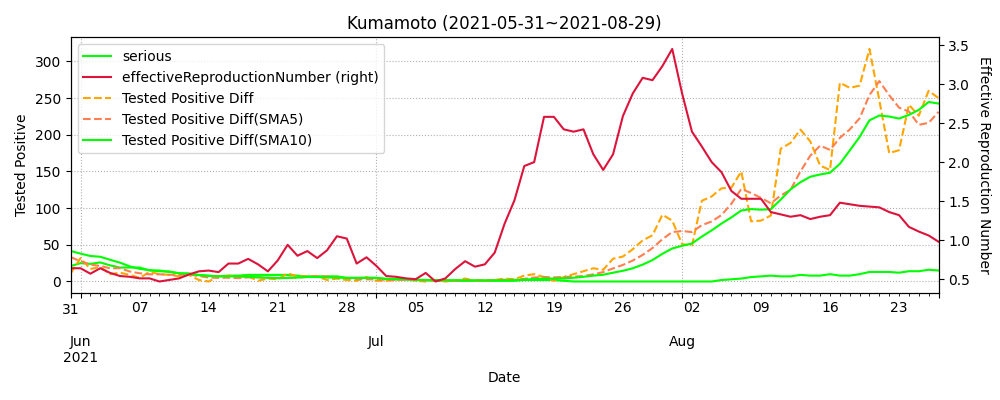 Kumamoto (2021-05-31~2021-08-29)
serious
effectiveReproductionNumber (right)
Tested Positive Diff
Tested Positive Diff(SMA5)
Tested Positive Diff(SMA10)
Tested Positive
300
250
200
150
100
50
0
3.5
3.0
2.5
2.0
1.5
1.0
0.5
Effective Reproduction Number
31 07 14 21 28 05 12 19 26 02 09 16 23
Jun Jul Aug
2021
Date